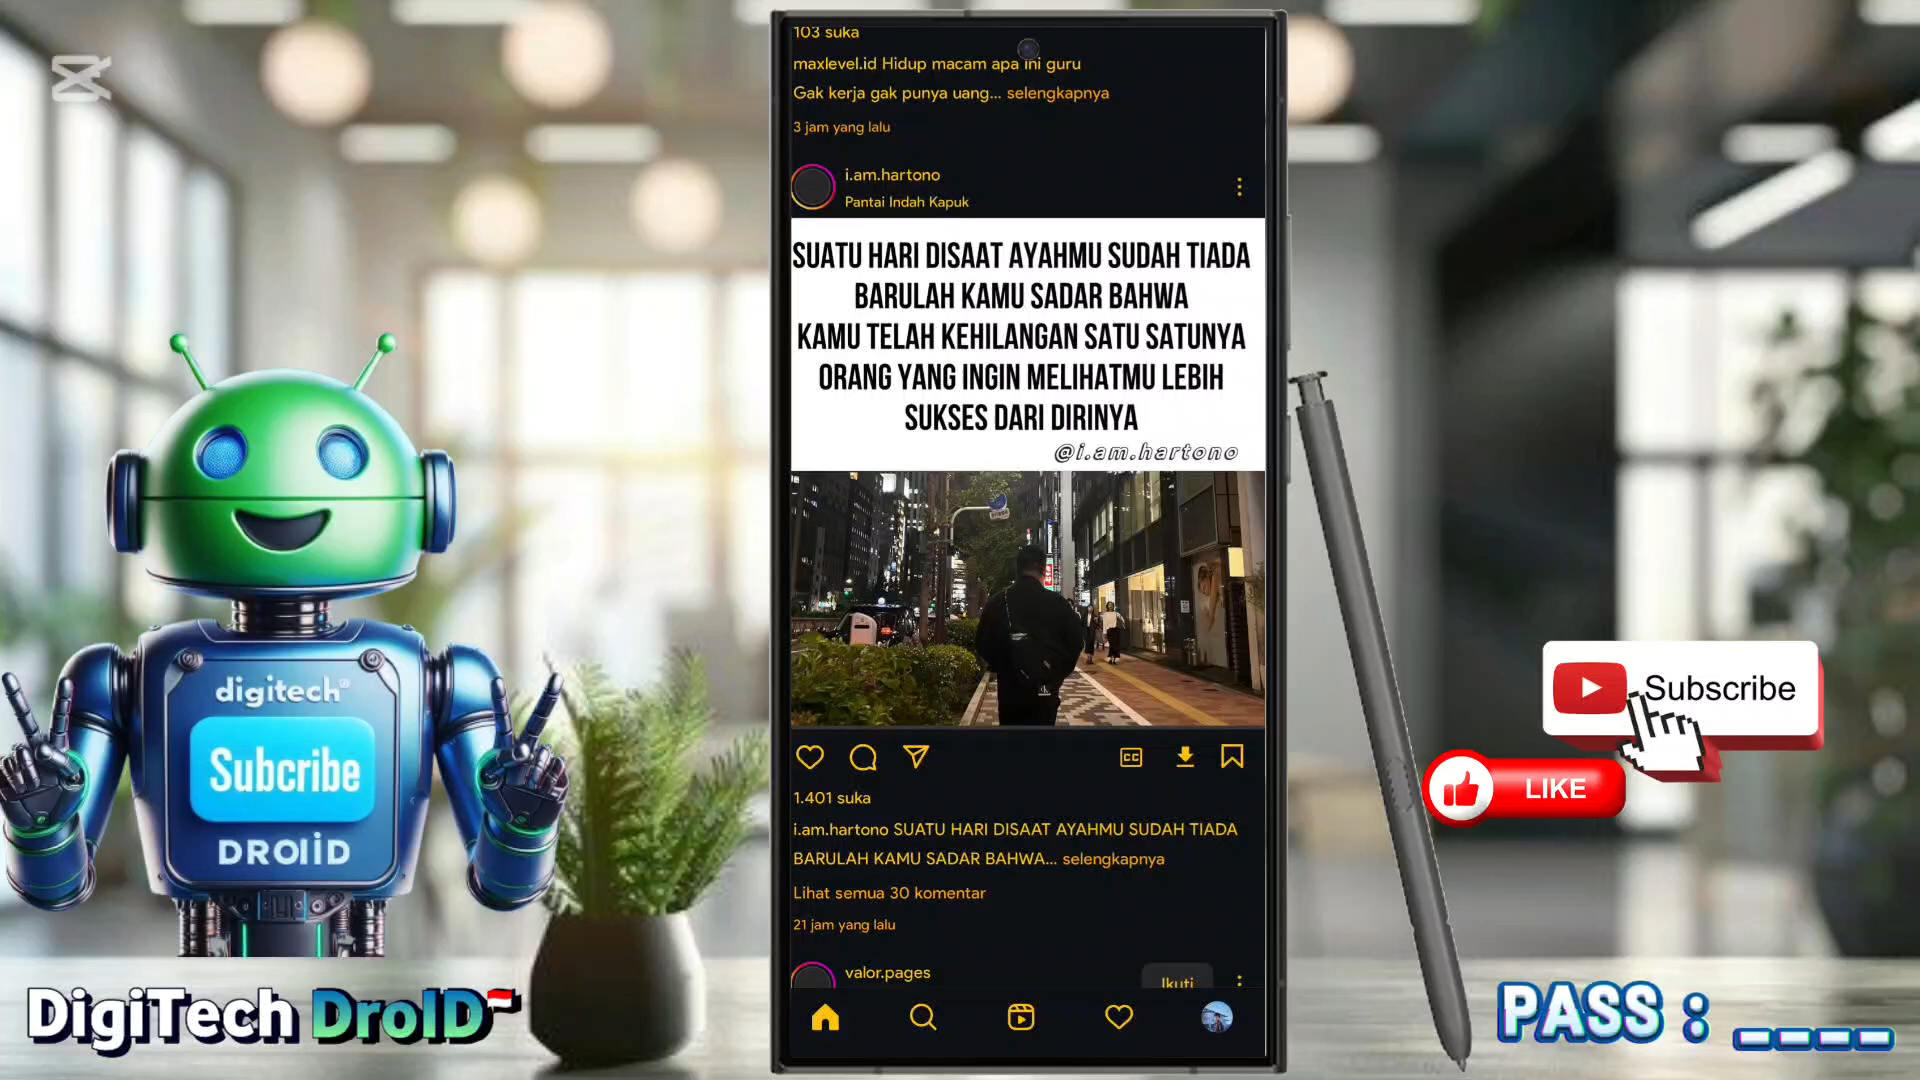 103 suka
maxlevel.id Hidup macam apa ini guru
Gak kerja gak punya uang... selengkapnya
3 jam yang lalu
i.am.hartono
Pantai Indah Kapuk
SUATU HARI DISAAT AYAHMU SUDAH TIADA
BARULAH KAMU SADAR BAHWA
KAMU TELAH KEHILANGAN SATU SATUNYA
ORANG YANG INGIN MELIHATMU LEBIH
SUKSES DARI DIRINYA
@i.am.hartono
CC
1.401 suka
i.am.hartono SUATU HARI DISAAT AYAHMU SUDAH TIADA
BARULAH KAMU SADAR BAHWA... selengkapnya
Lihat semua 30 komentar
21 jam yang lalu
valor.pages
Ikuti
digitech
Subcribe
DROIiD
DigiTech DroID
Subscribe
LIKE
PASS : ____